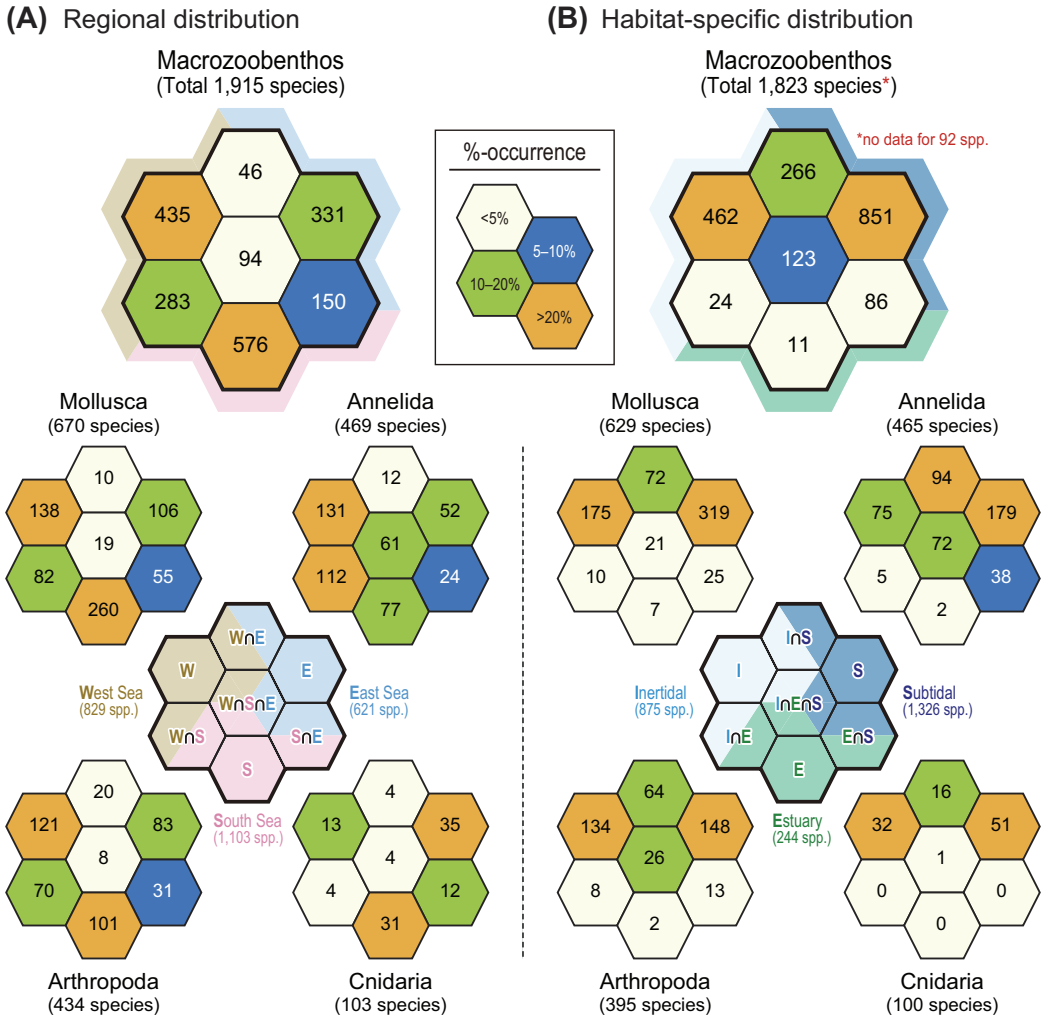 (A) Regional distribution
Macrozoobenthos
(Total 1,915 species)
46
435
331
94
283
150
576
%-occurrence
<5%
5–10%
10–20%
>20%
(B) Habitat-specific distribution
Macrozoobenthos
(Total 1,823 species*)
*no data for 92 spp.
266
462
851
123
24
86
11
Mollusca
(670 species)
10
138
106
19
82
55
260
Annelida
(469 species)
12
131
52
61
112
24
77
W∩E
W
E
W∩S∩E
W∩S
S∩E
S
West Sea
(829 spp.)
East Sea
(621 spp.)
South Sea
(1,103 spp.)
20
121
83
8
70
31
101
Arthropoda
(434 species)
4
13
35
4
4
12
31
Cnidaria
(103 species)
Mollusca
(629 species)
72
175
319
21
10
25
7
Annelida
(465 species)
94
75
179
72
5
38
2
I∩S
I
S
I∩E∩S
I∩E
E∩S
E
Inertidal
(875 spp.)
Subtidal
(1,326 spp.)
Estuary
(244 spp.)
64
134
148
26
8
13
2
Arthropoda
(395 species)
16
32
51
1
0
0
0
Cnidaria
(100 species)